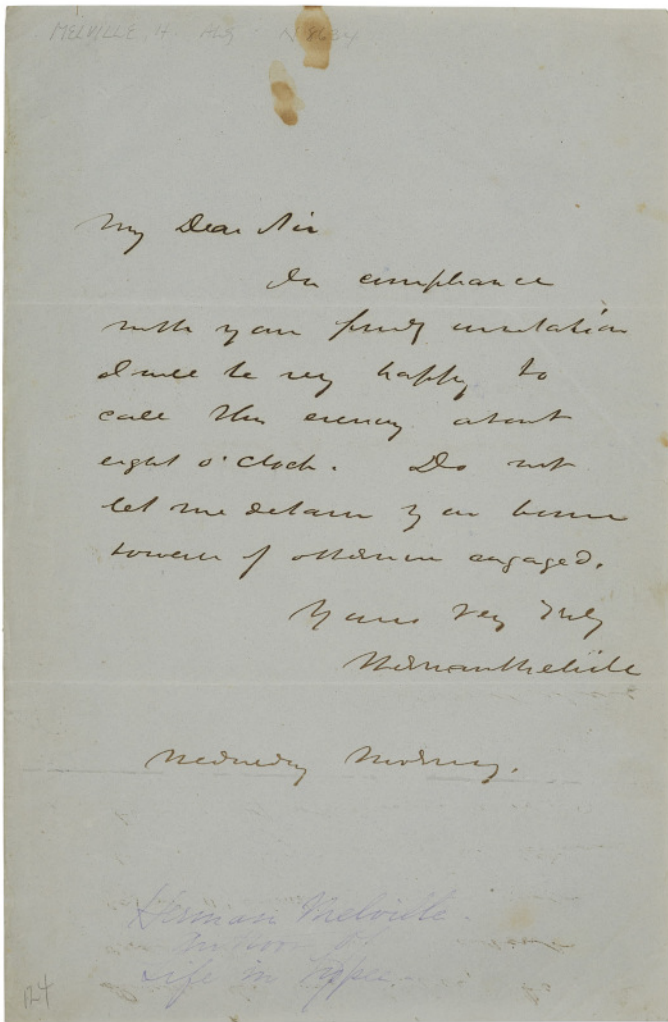 MELVILLE, H
My Dear Sir
In compliance
with your friendly invitation
I will be very happy to
call this evening about
eight o'clock. Do not
let me detain you home
however if otherwise engaged.
Yours Very Truly
Herman Melville
Wednesday Morning.
Herman Melville.
Author of
Life in Typee